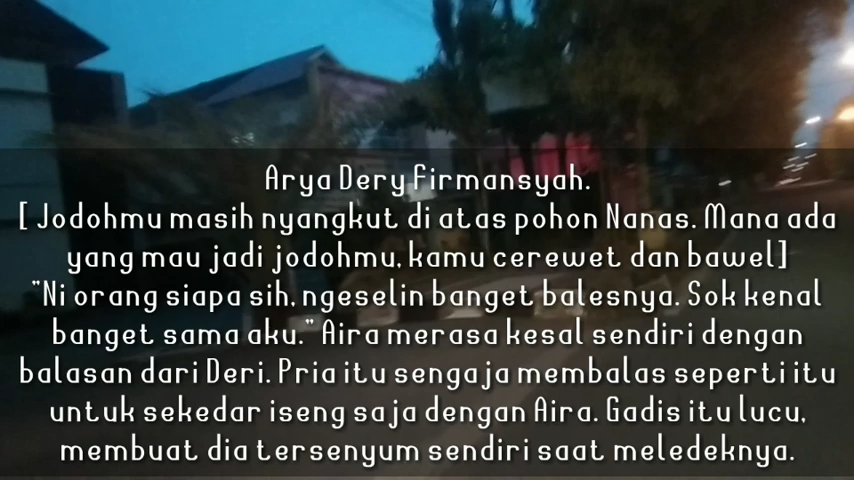 Arya Dery Firmansyah.
[ Jodohmu masih nyangkut di atas pohon Nanas. Mana ada
yang mau jadi jodohmu, kamu cerewet dan bawel]
"Ni orang siapa sih, ngeselin banget balesnya. Sok kenal
banget sama aku." Aira merasa kesal sendiri dengan
balasan dari Deri. Pria itu sengaja membalas seperti itu
untuk sekedar iseng saja dengan Aira. Gadis itu lucu,
membuat dia tersenyum sendiri saat meledeknya.